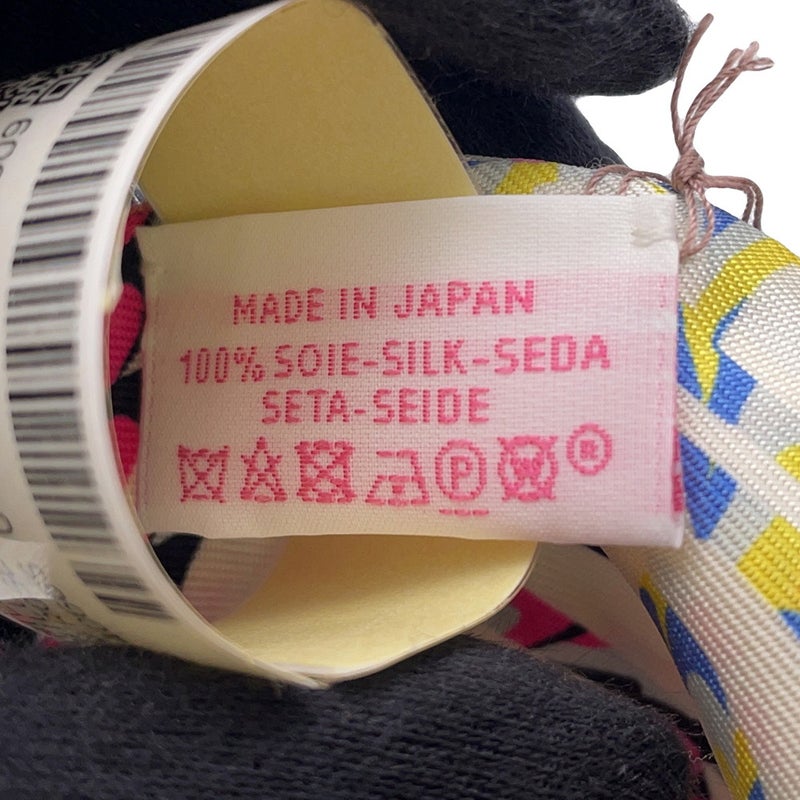 MADE IN JAPAN
100% SOIE-SILK-SEDA
SETA-SEIDE
P W ®